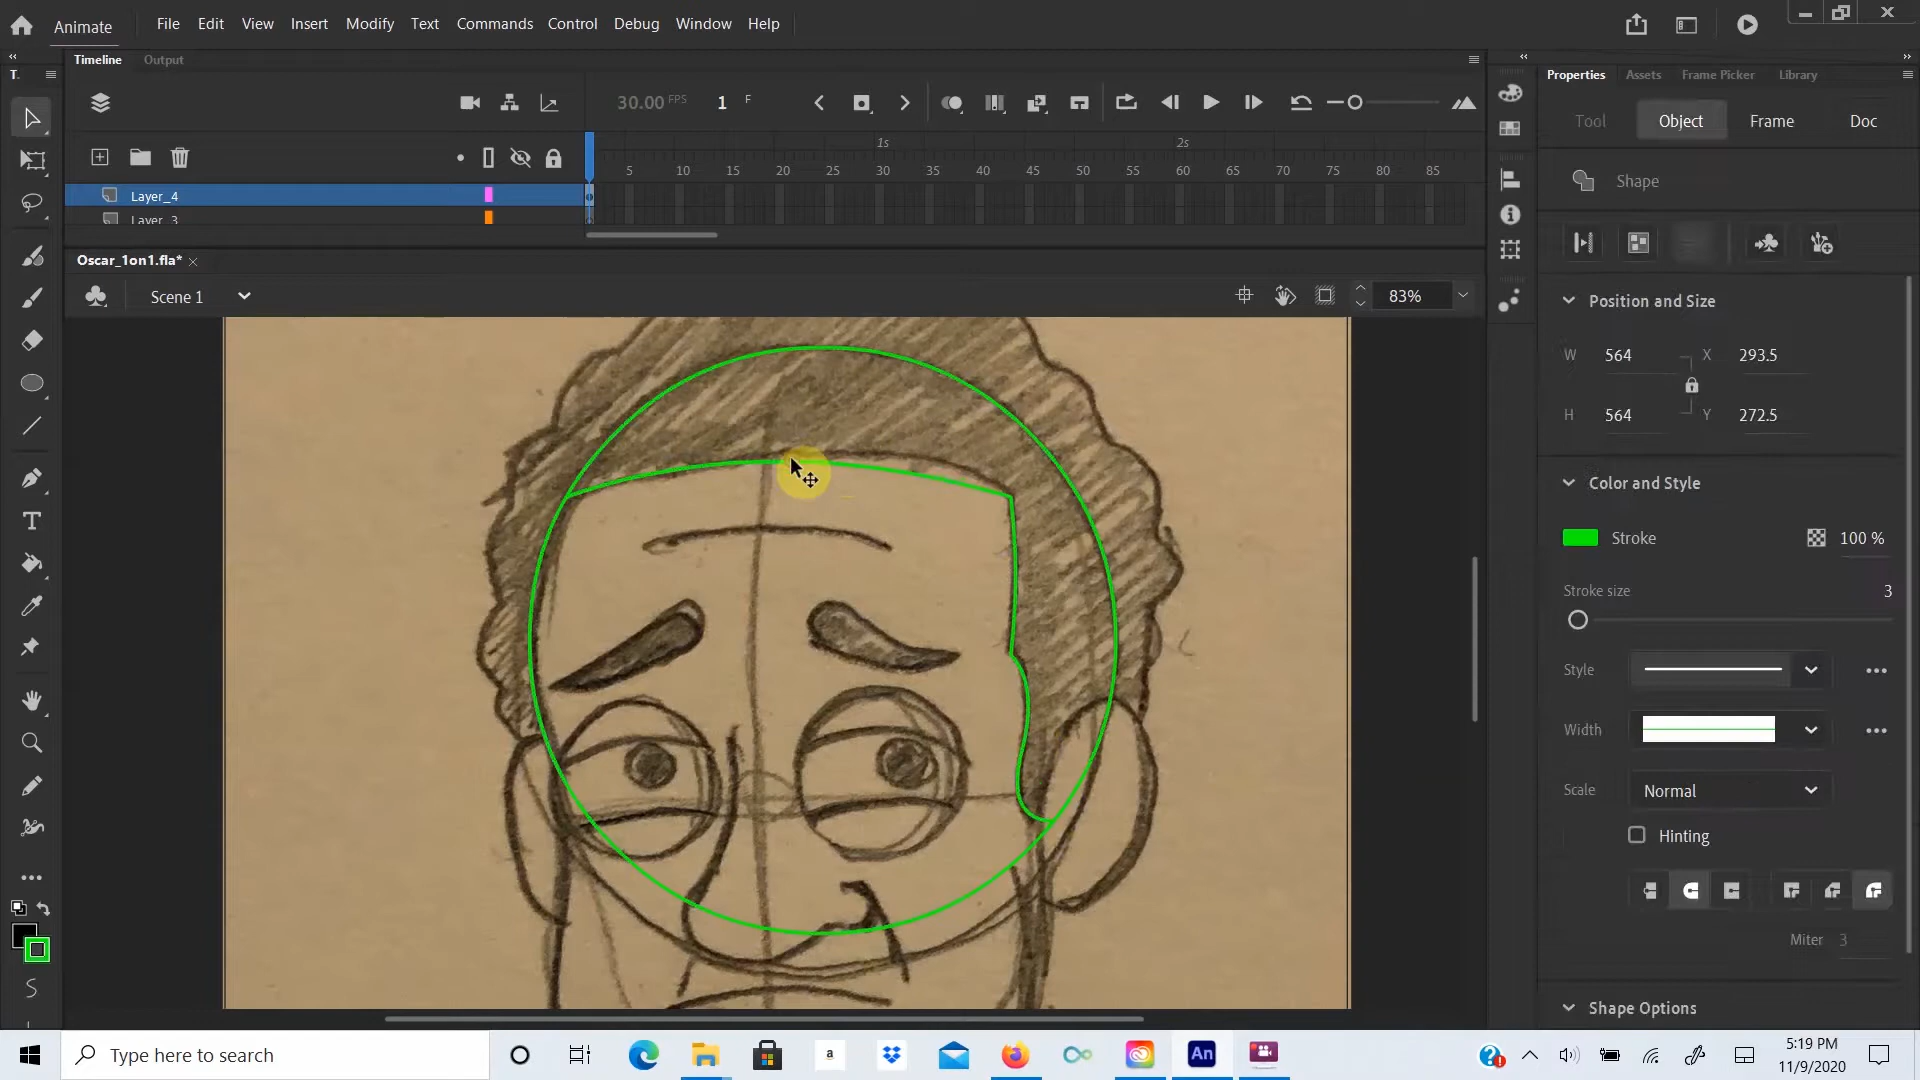 Animate File Edit View Insert Modify Text Commands Control Debug Window Help
Timeline Output
T.
Properties Assets Frame Picker Library
30.00 FPS 1 F
Tool Object Frame Doc
1s 2s
5 10 15 20 25 30 35 40 45 50 55 60 65 70 75 80 85
Layer_4
Layer_3
Shape
Oscar_1on1.fla*
Scene 1
83%
Position and Size
W 564 X 293.5
H 564 Y 272.5
Color and Style
Stroke 100 %
Stroke size
3
Style
Width
Scale Normal
Hinting
Miter 3
Shape Options
Type here to search
a
An
5:19 PM
11/9/2020